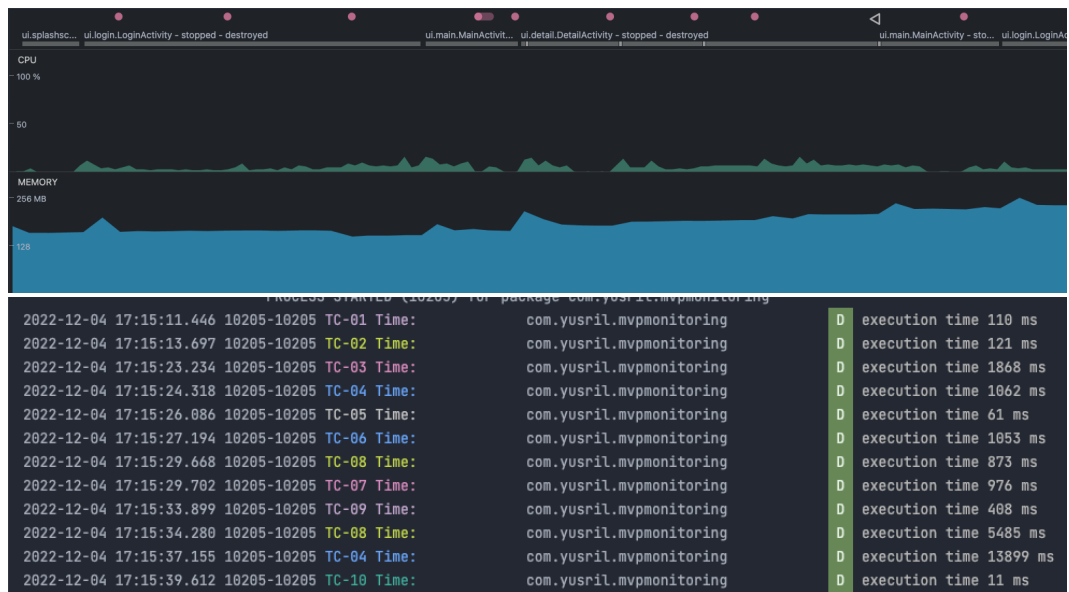 ui.splashsc... ui.login.LoginActivity - stopped - destroyed ui.main.MainActivit... ui.detail.DetailActivity - stopped - destroyed ui.main.MainActivity - sto... ui.login.LoginAc
CPU
100 %
50
MEMORY
256 MB
128
PROCESS STARTED (10205) for package com.yusril.mvpmonitoring
2022-12-04 17:15:11.446 10205-10205 TC-01 Time: com.yusril.mvpmonitoring D execution time 110 ms
2022-12-04 17:15:13.697 10205-10205 TC-02 Time: com.yusril.mvpmonitoring D execution time 121 ms
2022-12-04 17:15:23.234 10205-10205 TC-03 Time: com.yusril.mvpmonitoring D execution time 1868 ms
2022-12-04 17:15:24.318 10205-10205 TC-04 Time: com.yusril.mvpmonitoring D execution time 1062 ms
2022-12-04 17:15:26.086 10205-10205 TC-05 Time: com.yusril.mvpmonitoring D execution time 61 ms
2022-12-04 17:15:27.194 10205-10205 TC-06 Time: com.yusril.mvpmonitoring D execution time 1053 ms
2022-12-04 17:15:29.668 10205-10205 TC-08 Time: com.yusril.mvpmonitoring D execution time 873 ms
2022-12-04 17:15:29.702 10205-10205 TC-07 Time: com.yusril.mvpmonitoring D execution time 976 ms
2022-12-04 17:15:33.899 10205-10205 TC-09 Time: com.yusril.mvpmonitoring D execution time 408 ms
2022-12-04 17:15:34.280 10205-10205 TC-08 Time: com.yusril.mvpmonitoring D execution time 5485 ms
2022-12-04 17:15:37.155 10205-10205 TC-04 Time: com.yusril.mvpmonitoring D execution time 13899 ms
2022-12-04 17:15:39.612 10205-10205 TC-10 Time: com.yusril.mvpmonitoring D execution time 11 ms